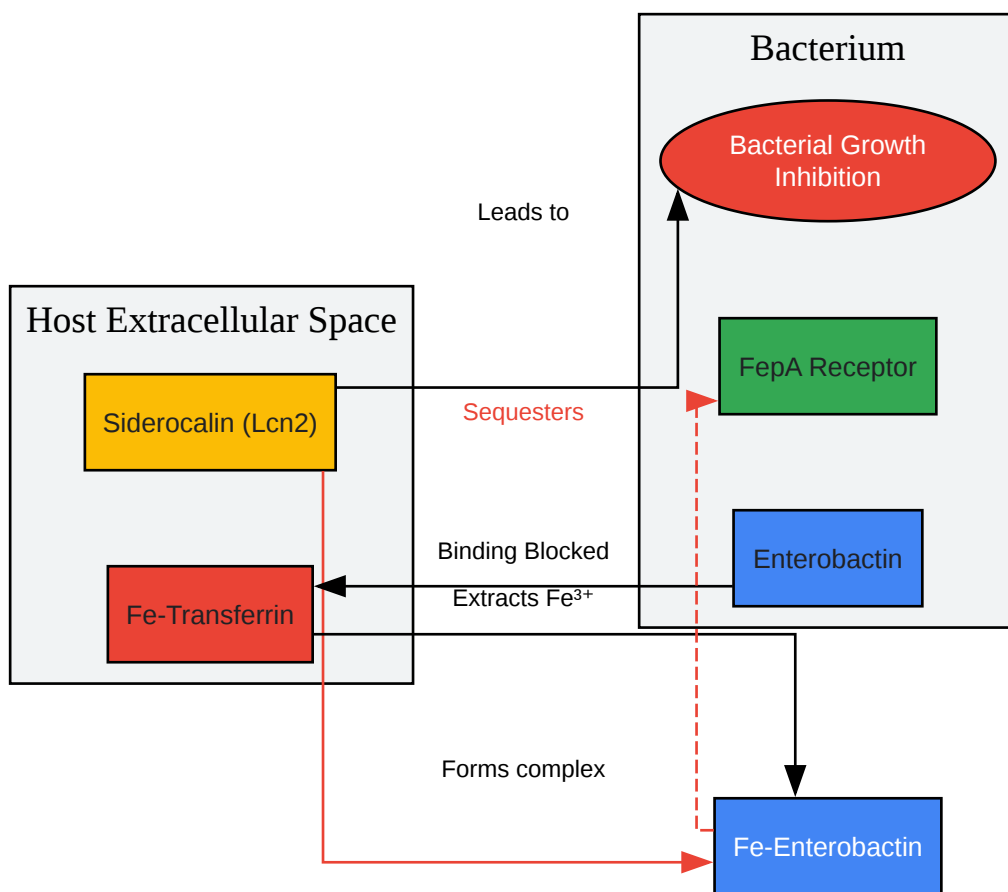 Bacterium
Bacterial Growth
Inhibition
Leads to
Host Extracellular Space
FepA Receptor
Siderocalin (Lcn2)
Sequesters
Binding Blocked
Enterobactin
Extracts Fe³⁺
Fe-Transferrin
Forms complex
Fe-Enterobactin